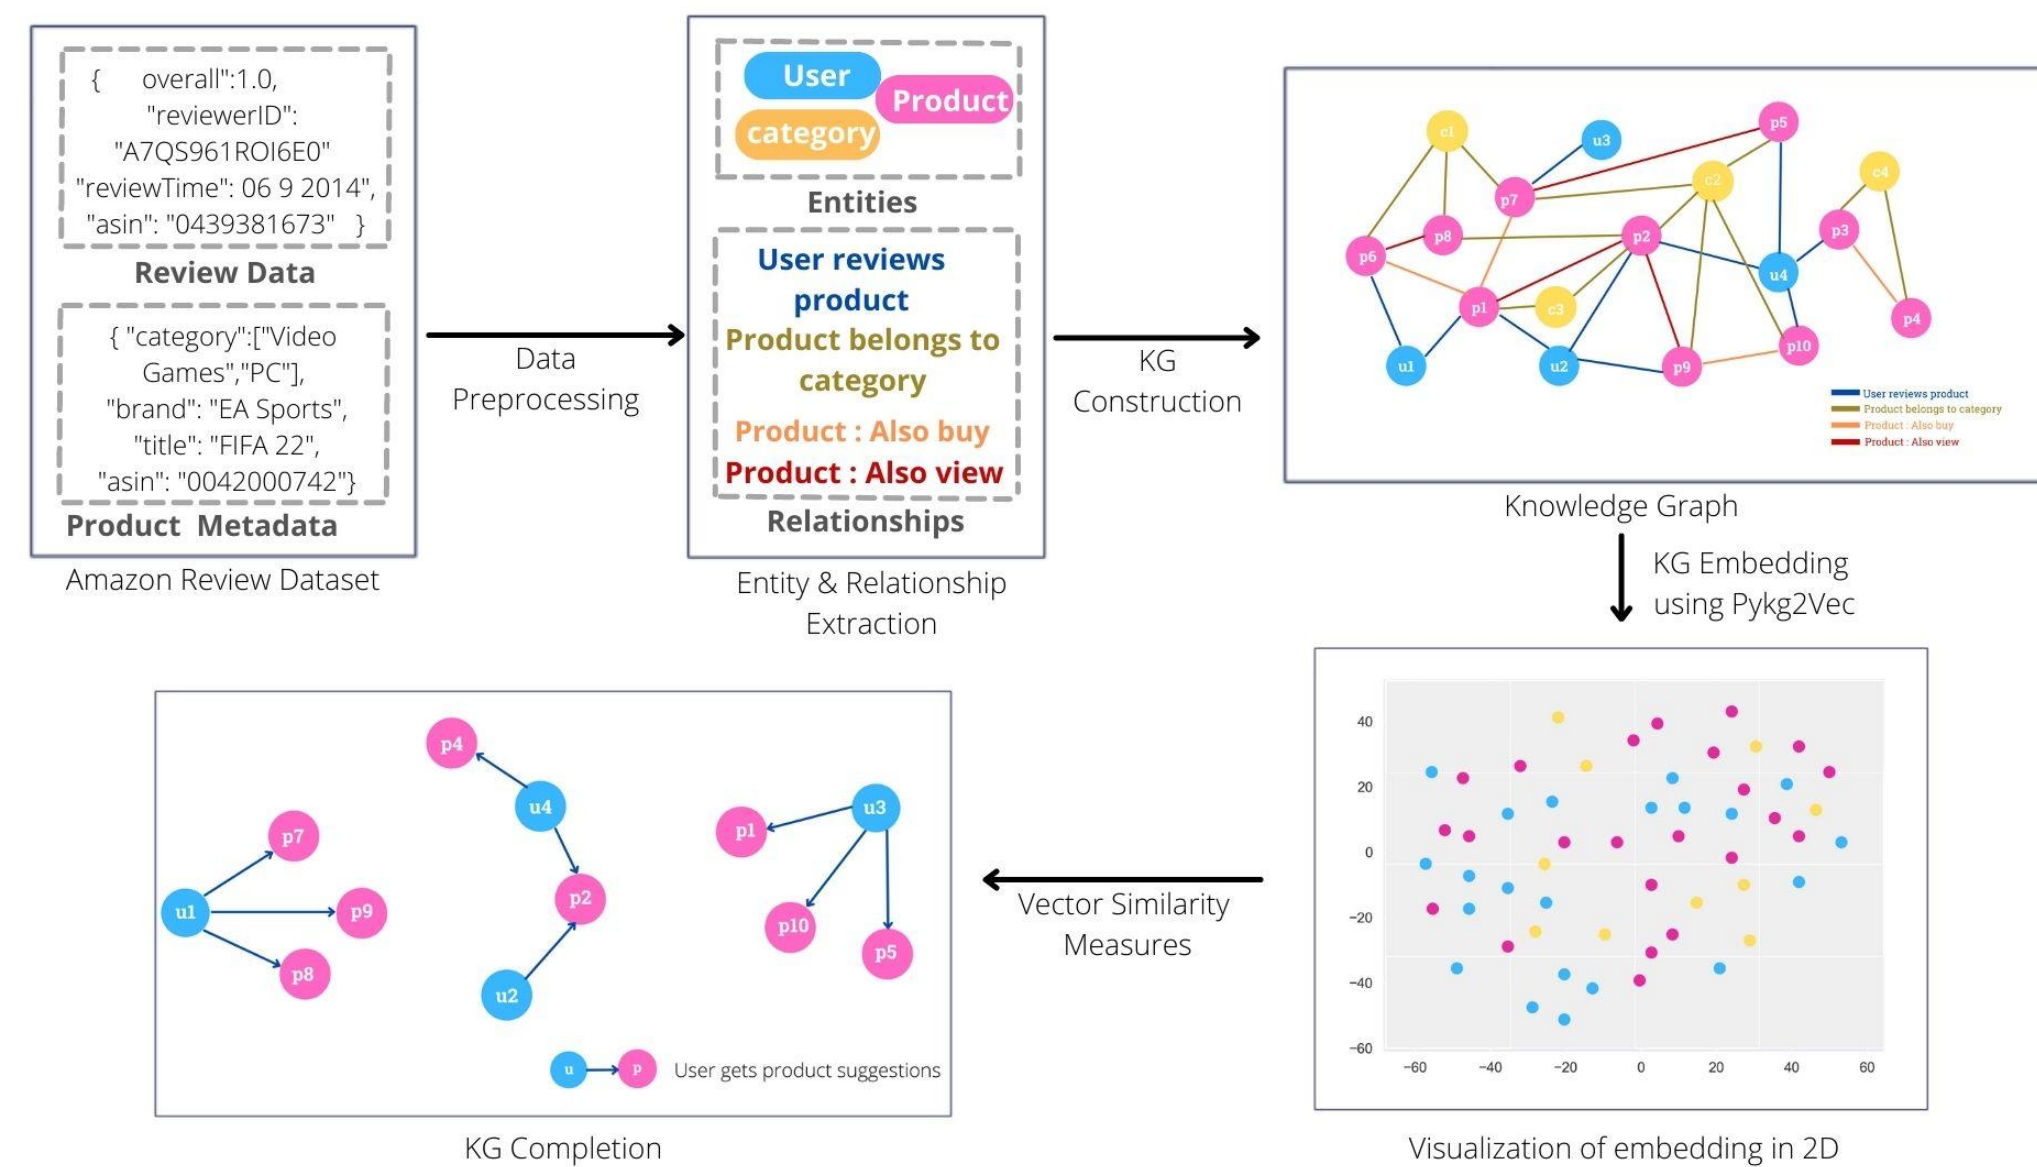 { overall":1.0,
"reviewerID":
"A7QS961ROI6E0"
"reviewTime": 06 9 2014",
"asin": "0439381673" }
Review Data
{ "category":["Video
Games","PC"],
"brand": "EA Sports",
"title": "FIFA 22",
"asin": "0042000742"}
Product Metadata
Amazon Review Dataset
Data
Preprocessing
User
Product
category
Entities
User reviews
product
Product belongs to
category
Product : Also buy
Product : Also view
Relationships
Entity & Relationship
Extraction
KG
Construction
c1
u3
p5
c2
c4
p7
p8
p2
p3
p6
u4
p1
c3
p4
p10
u1
u2
p9
User reviews product
Product belongs to category
Product : Also buy
Product : Also view
Knowledge Graph
KG Embedding
using Pykg2Vec
40
20
0
−20
−40
−60
−60
−40
−20
0
20
40
60
Visualization of embedding in 2D
Vector Similarity
Measures
p4
u4
u3
p1
p7
p2
u1
p9
p10
p5
p8
u2
u
p
User gets product suggestions
KG Completion